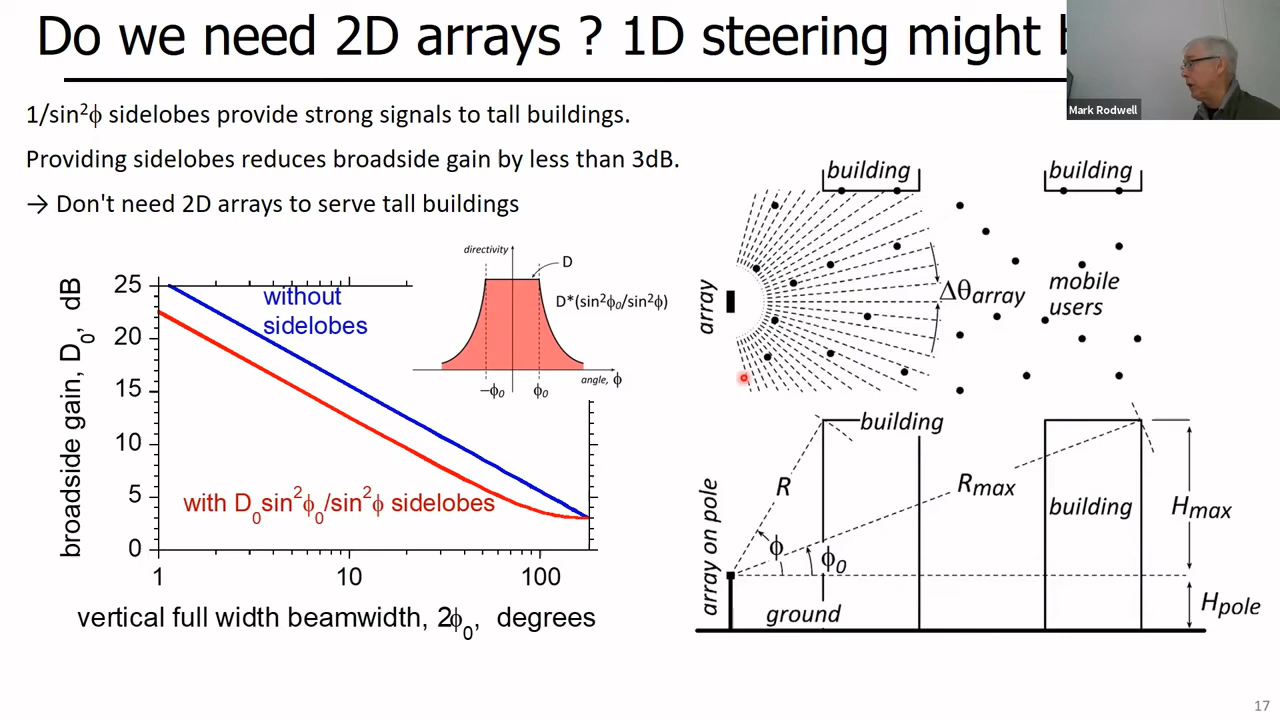 Do we need 2D arrays ? 1D steering might
Mark Rodwell
1/sin²ϕ sidelobes provide strong signals to tall buildings.
Providing sidelobes reduces broadside gain by less than 3dB.
→ Don't need 2D arrays to serve tall buildings
broadside gain, D₀, dB
25
20
15
10
5
0
1
10
100
vertical full width beamwidth, 2ϕ₀, degrees
without
sidelobes
with D₀sin²ϕ₀/sin²ϕ sidelobes
directivity
D
D*(sin²ϕ₀/sin²ϕ)
angle, ϕ
−ϕ₀
ϕ₀
building
building
array
Δθarray
mobile
users
array on pole
building
R
Rmax
building
Hmax
ϕ
ϕ₀
ground
Hpole
17